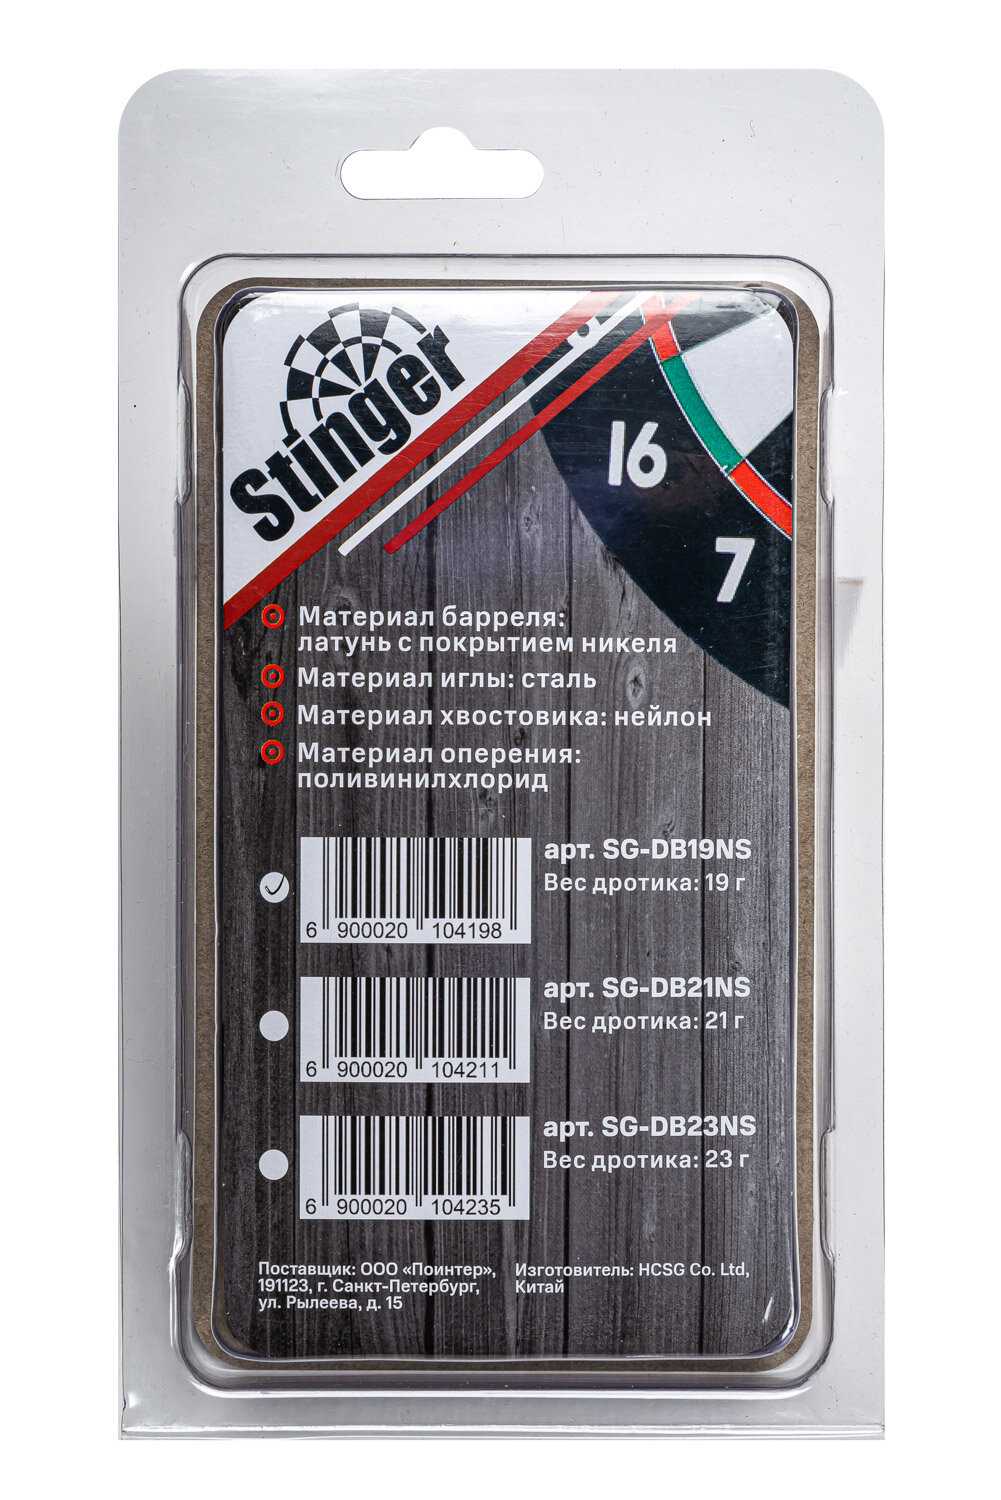 Stinger
16
7
Материал барреля:
латунь с покрытием никеля
Материал иглы: сталь
Материал хвостовика: нейлон
Материал оперения:
поливинилхлорид
арт. SG-DB19NS
Вес дротика: 19 г
6 900020 104198
арт. SG-DB21NS
Вес дротика: 21 г
6 900020 104211
арт. SG-DB23NS
Вес дротика: 23 г
6 900020 104235
Поставщик: ООО «Поинтер»,
191123, г. Санкт-Петербург,
ул. Рылеева, д. 15
Изготовитель: HCSG Co. Ltd,
Китай